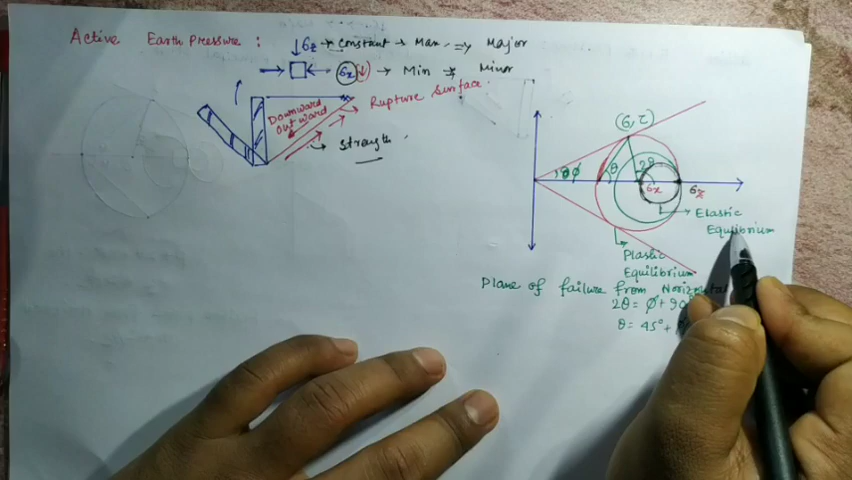 Active Earth Pressure :
↓σz → Constant → Max ⇒ Major
σx ↓ → Min ⇒ Minor
Downward
outward
Rupture Surface
strength
(σ, τ)
φ θ 2θ
σx σz
Elastic
Equilibrium
Plastic
Equilibrium
Plane of failure from Horizontal
2θ = φ + 90
θ = 45° +